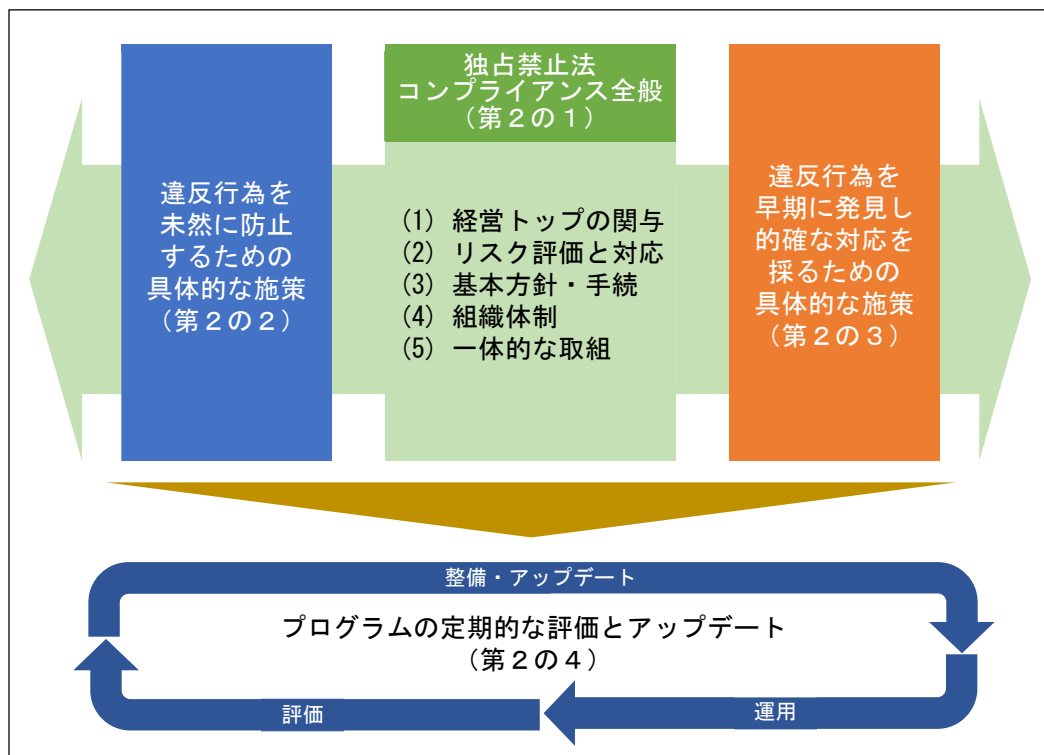 違反行為を
未然に防止
するための
具体的な施策
(第2の2)
独占禁止法
コンプライアンス全般
(第2の1)
(1) 経営トップの関与
(2) リスク評価と対応
(3) 基本方針・手続
(4) 組織体制
(5) 一体的な取組
違反行為を
早期に発見し
的確な対応を
採るための
具体的な施策
(第2の3)
整備・アップデート
プログラムの定期的な評価とアップデート
(第2の4)
評価
運用